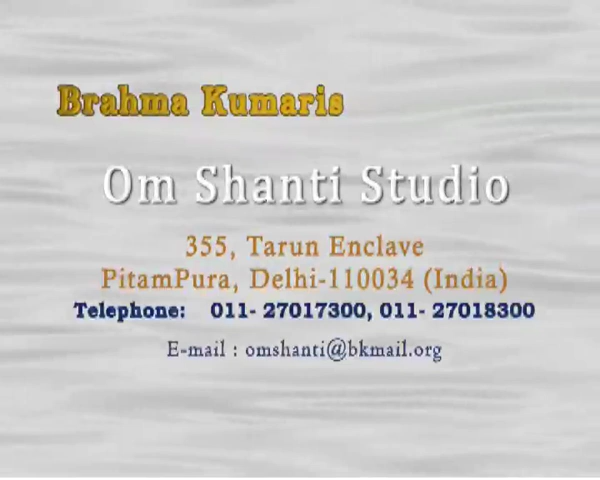 Brahma Kumaris
Om Shanti Studio
355, Tarun Enclave
PitamPura, Delhi-110034 (India)
Telephone: 011- 27017300, 011- 27018300
E-mail : omshanti@bkmail.org